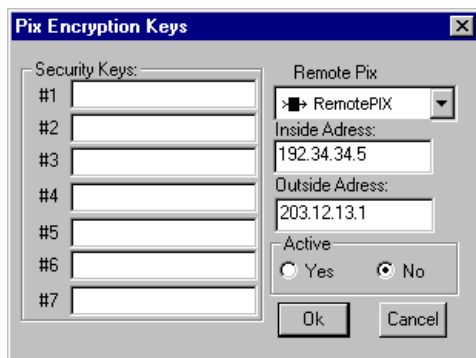 Pix Encryption Keys
Security Keys:
#1
#2
#3
#4
#5
#6
#7
Remote Pix
RemotePIX
Inside Adress:
192.34.34.5
Outside Adress:
203.12.13.1
Active
Yes No
Ok Cancel